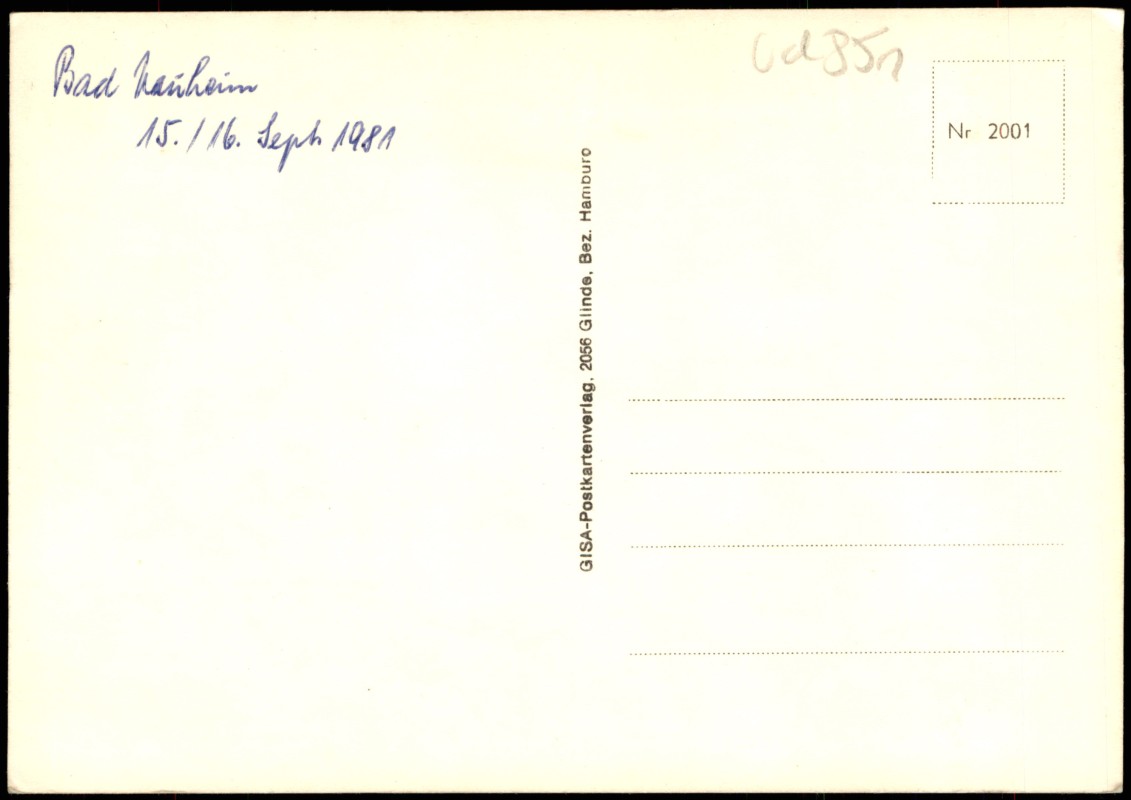 Bad Nauheim
15./16. Sept. 1981
Nr 2001
GISA-Postkartenverlag, 2056 Glinde, Bez. Hamburg